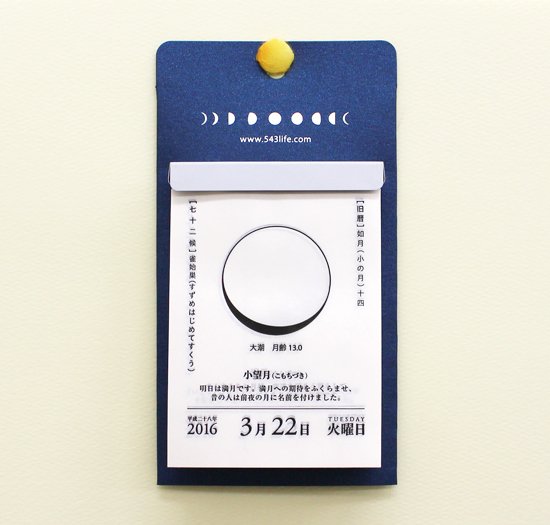 www.543life.com
［旧暦］如月（小の月）十四
［七十二候］雀始巣（すずめはじめてすくう）
大潮　月齢 13.0
小望月（こもちづき）
明日は満月です。満月への期待をふくらませ、
昔の人は前夜の月に名前を付けました。
平成二十八年
2016
3月22日
TUESDAY
火曜日